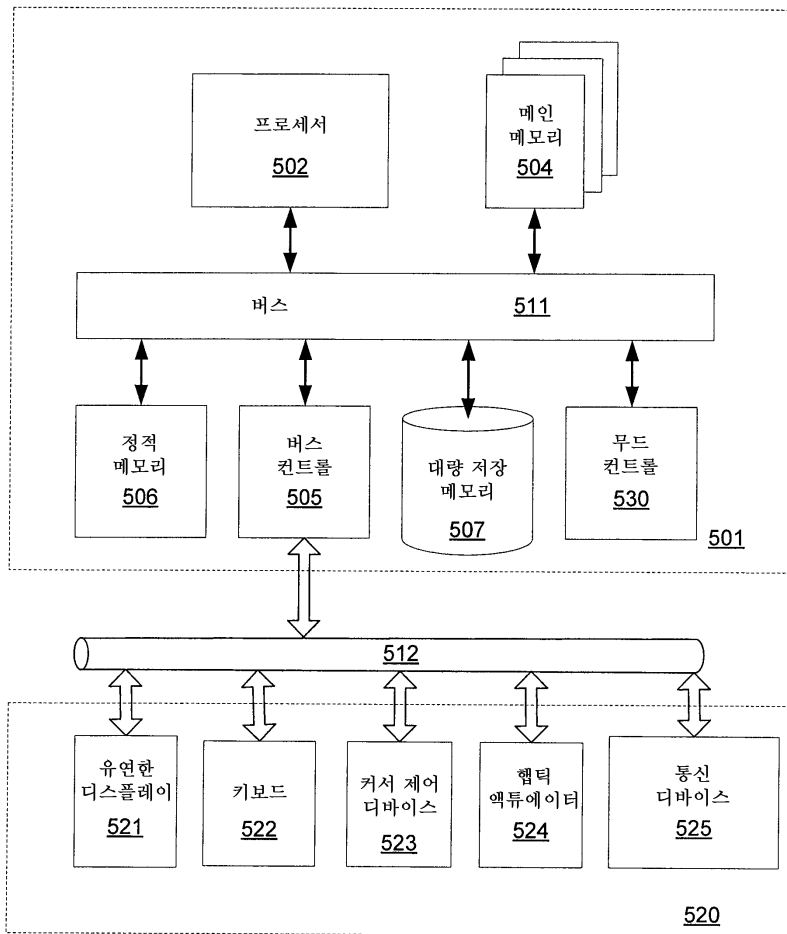 프로세서
502
메인
메모리
504
버스
511
정적
메모리
506
버스
컨트롤
505
대량 저장
메모리
507
무드
컨트롤
530
501
512
유연한
디스플레이
521
키보드
522
커서 제어
디바이스
523
햅틱
액튜에이터
524
통신
디바이스
525
520